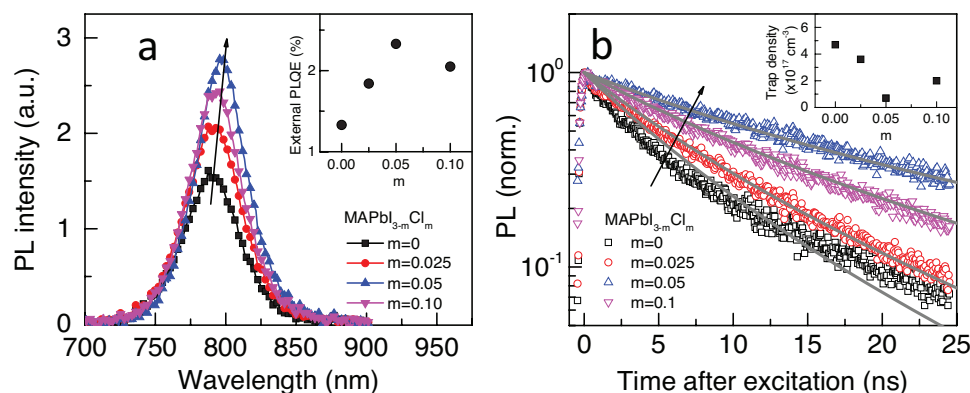 a
PL intensity (a.u.)
3
2
1
0
700
750
800
850
900
950
Wavelength (nm)
External PLQE (%)
2
1
0.00
0.05
0.10
m
MAPbI3-mClm
m=0
m=0.025
m=0.05
m=0.10
b
PL (norm.)
10^0
10^-1
0
5
10
15
20
25
Time after excitation (ns)
Trap density
(x10^17 cm^-3)
6
4
2
0
0.00
0.05
0.10
m
MAPbI3-mClm
m=0
m=0.025
m=0.05
m=0.1